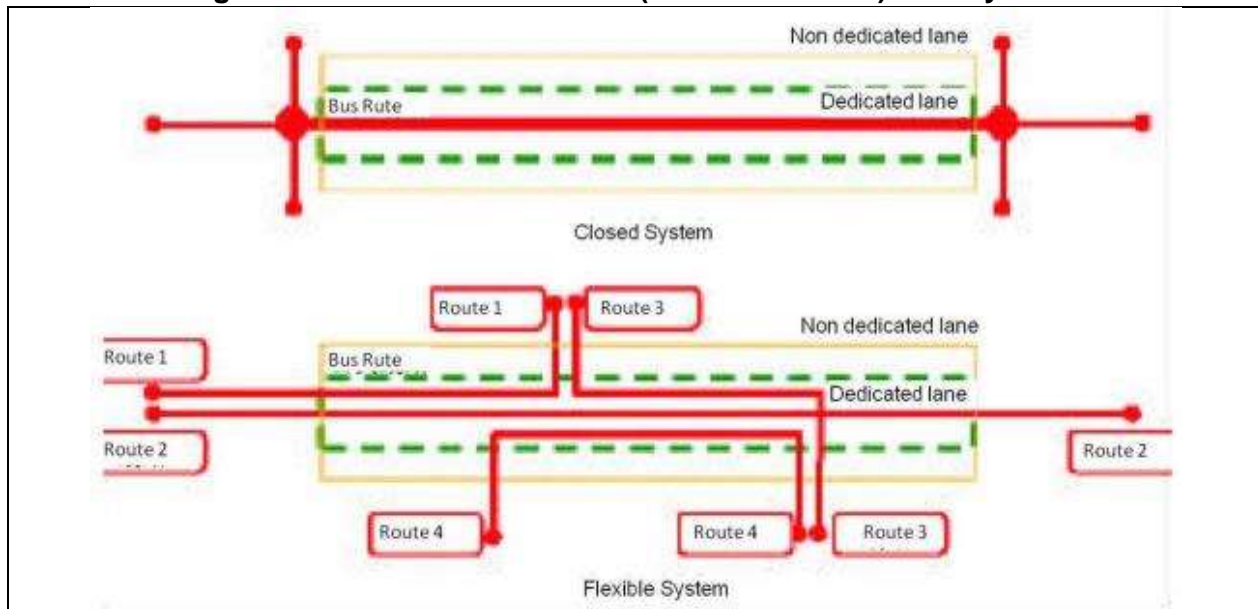 Non dedicated lane
Bus Rute
Dedicated lane
Closed System
Route 1
Route 3
Non dedicated lane
Route 1
Bus Rute
Dedicated lane
Route 2
Route 2
Route 4
Route 4
Route 3
Flexible System